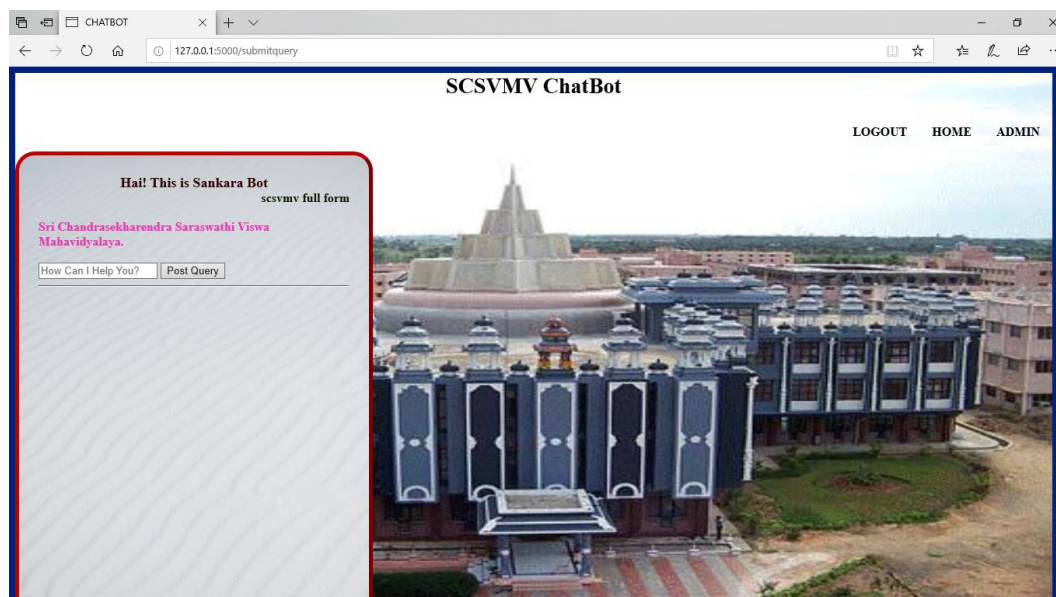 CHATBOT
127.0.0.1:5000/submitquery
SCSVMV ChatBot
LOGOUT HOME ADMIN
Hai! This is Sankara Bot
scsvmv full form
Sri Chandrasekharendra Saraswathi Viswa
Mahavidyalaya.
How Can I Help You? Post Query